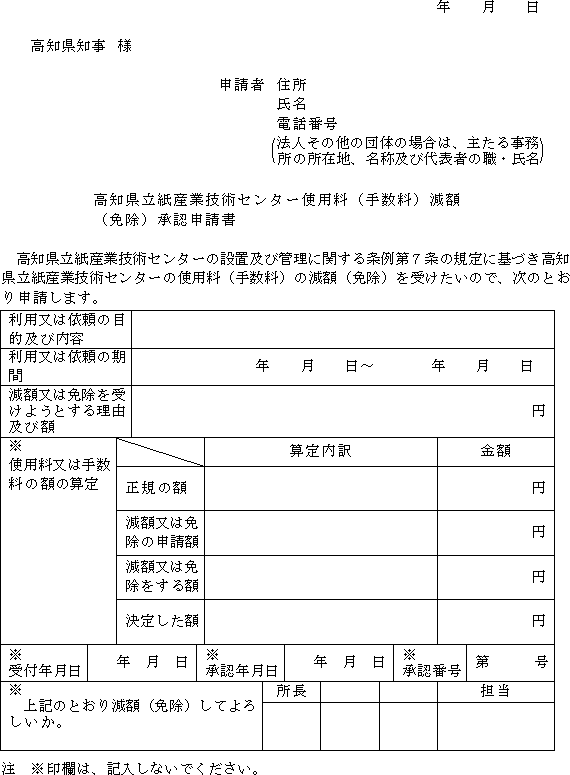 年　　月　　日
高知県知事　様
申請者　住所
氏名
電話番号
(法人その他の団体の場合は、主たる事務
所の所在地、名称及び代表者の職・氏名)
高知県立紙産業技術センター使用料（手数料）減額
（免除）承認申請書
高知県立紙産業技術センターの設置及び管理に関する条例第７条の規定に基づき高知
県立紙産業技術センターの使用料（手数料）の減額（免除）を受けたいので、次のとお
り申請します。
利用又は依頼の目
的及び内容
利用又は依頼の期
間
年　　月　　日～　　　　年　　月　　日
減額又は免除を受
けようとする理由
及び額
円
※
使用料又は手数
料の額の算定
算定内訳　金額
正規の額　円
減額又は免
除の申請額
円
減額又は免
除をする額
円
決定した額　円
※
受付年月日
年　月　日
※
承認年月日
年　月　日
※
承認番号
第　　　号
※
上記のとおり減額（免除）してよろ
しいか。
所長　担当
注　※印欄は、記入しないでください。